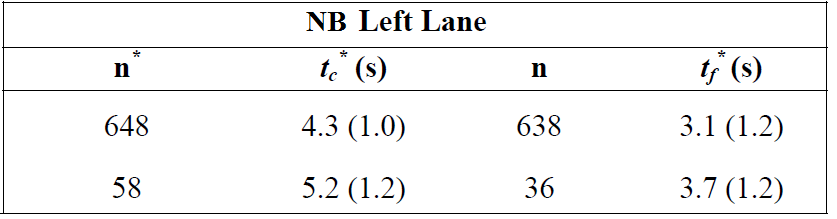 NB Left Lane
n* tc* (s) n tf* (s)
648 4.3 (1.0) 638 3.1 (1.2)
58 5.2 (1.2) 36 3.7 (1.2)